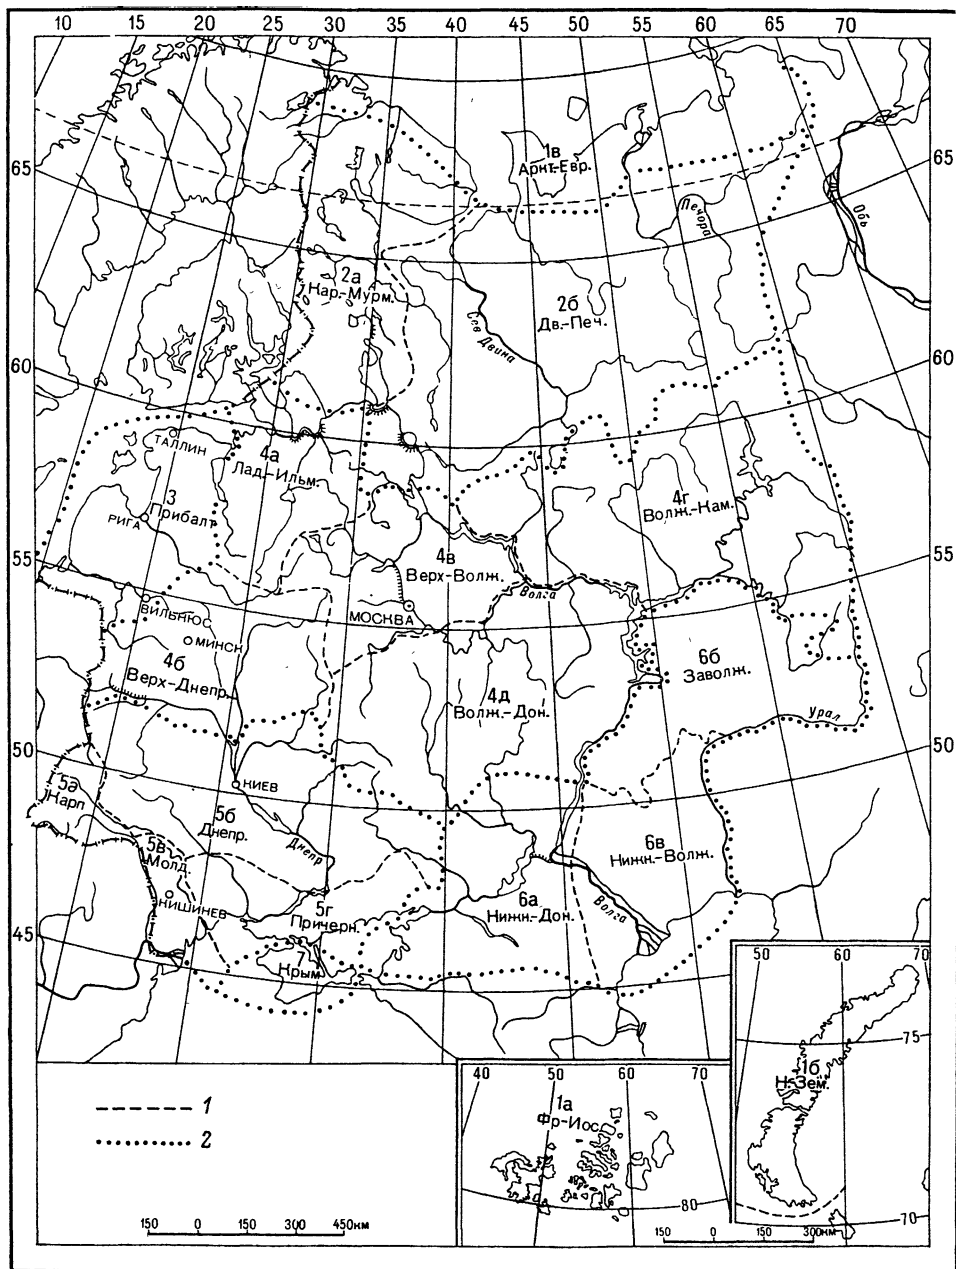 10 15 20 25 30 35 40 45 50 55 60 65 70
65
65
1в
Аркт.-Евр.
Печора
Обь
2а
Кар.-Мурм.
2б
Дв.-Печ.
Сев Двина
60
60
ТАЛЛИН
4а
Лад.-Ильм.
3
Прибалт
РИГА
4г
Волж.-Кам.
55
55
4в
Верх-Волж.
Волга
ВИЛЬНЮС
МОСКВА
МИНСК
4б
Верх-Днепр.
6б
Заволж.
4д
Волж.-Дон.
Урал
50
50
КИЕВ
5а
Карп
5б
Днепр.
Днепр
5в
Молд.
6в
Нижн.-Волж.
КИШИНЕВ
5г
Причерн.
6а
Нижн.-Дон.
Волга
45
7
Крым
50 60 70
75
1б
Н.-Зем.
70
40 50 60 70
1а
Фр-Иос.
80
1
2
150 0 150 300 450км
150 0 150 300км